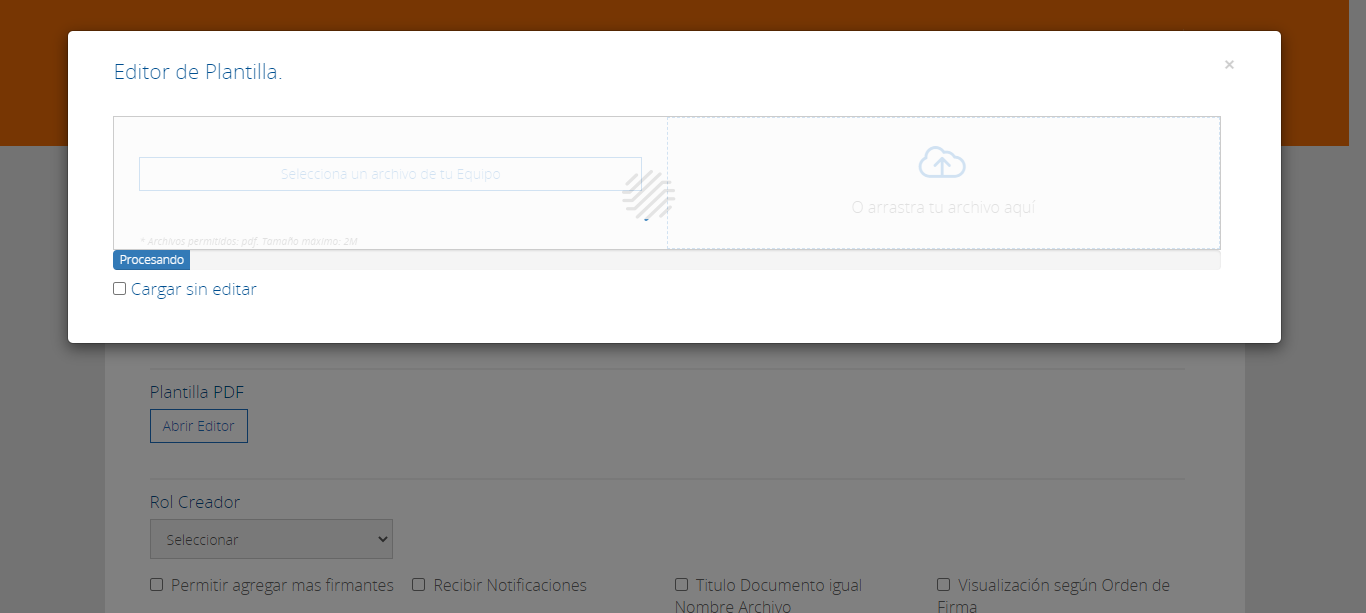 Editor de Plantilla.
×
Selecciona un archivo de tu Equipo
O arrastra tu archivo aquí
* Archivos permitidos: pdf. Tamaño maximo: 2M
Procesando
Cargar sin editar
Plantilla PDF
Abrir Editor
Rol Creador
Seleccionar
Permitir agregar mas firmantes
Recibir Notificaciones
Titulo Documento igual
Nombre Archivo
Visualización según Orden de
Firma